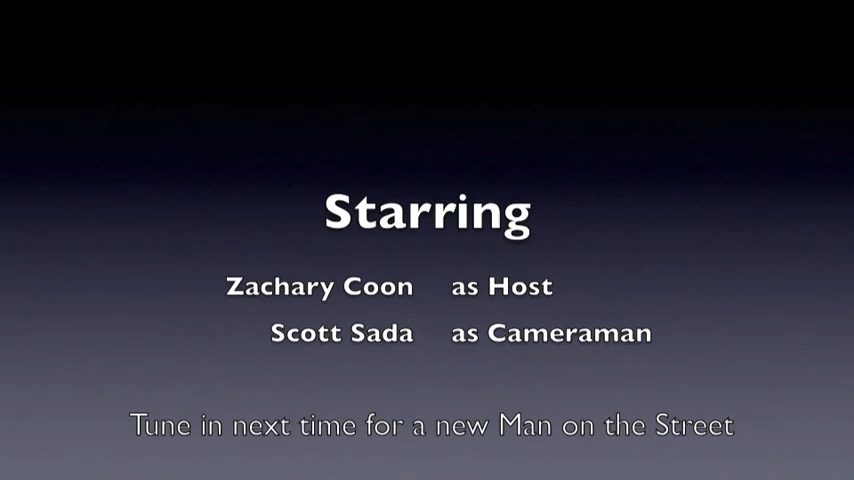 Starring
Zachary Coon as Host
Scott Sada as Cameraman
Tune in next time for a new Man on the Street